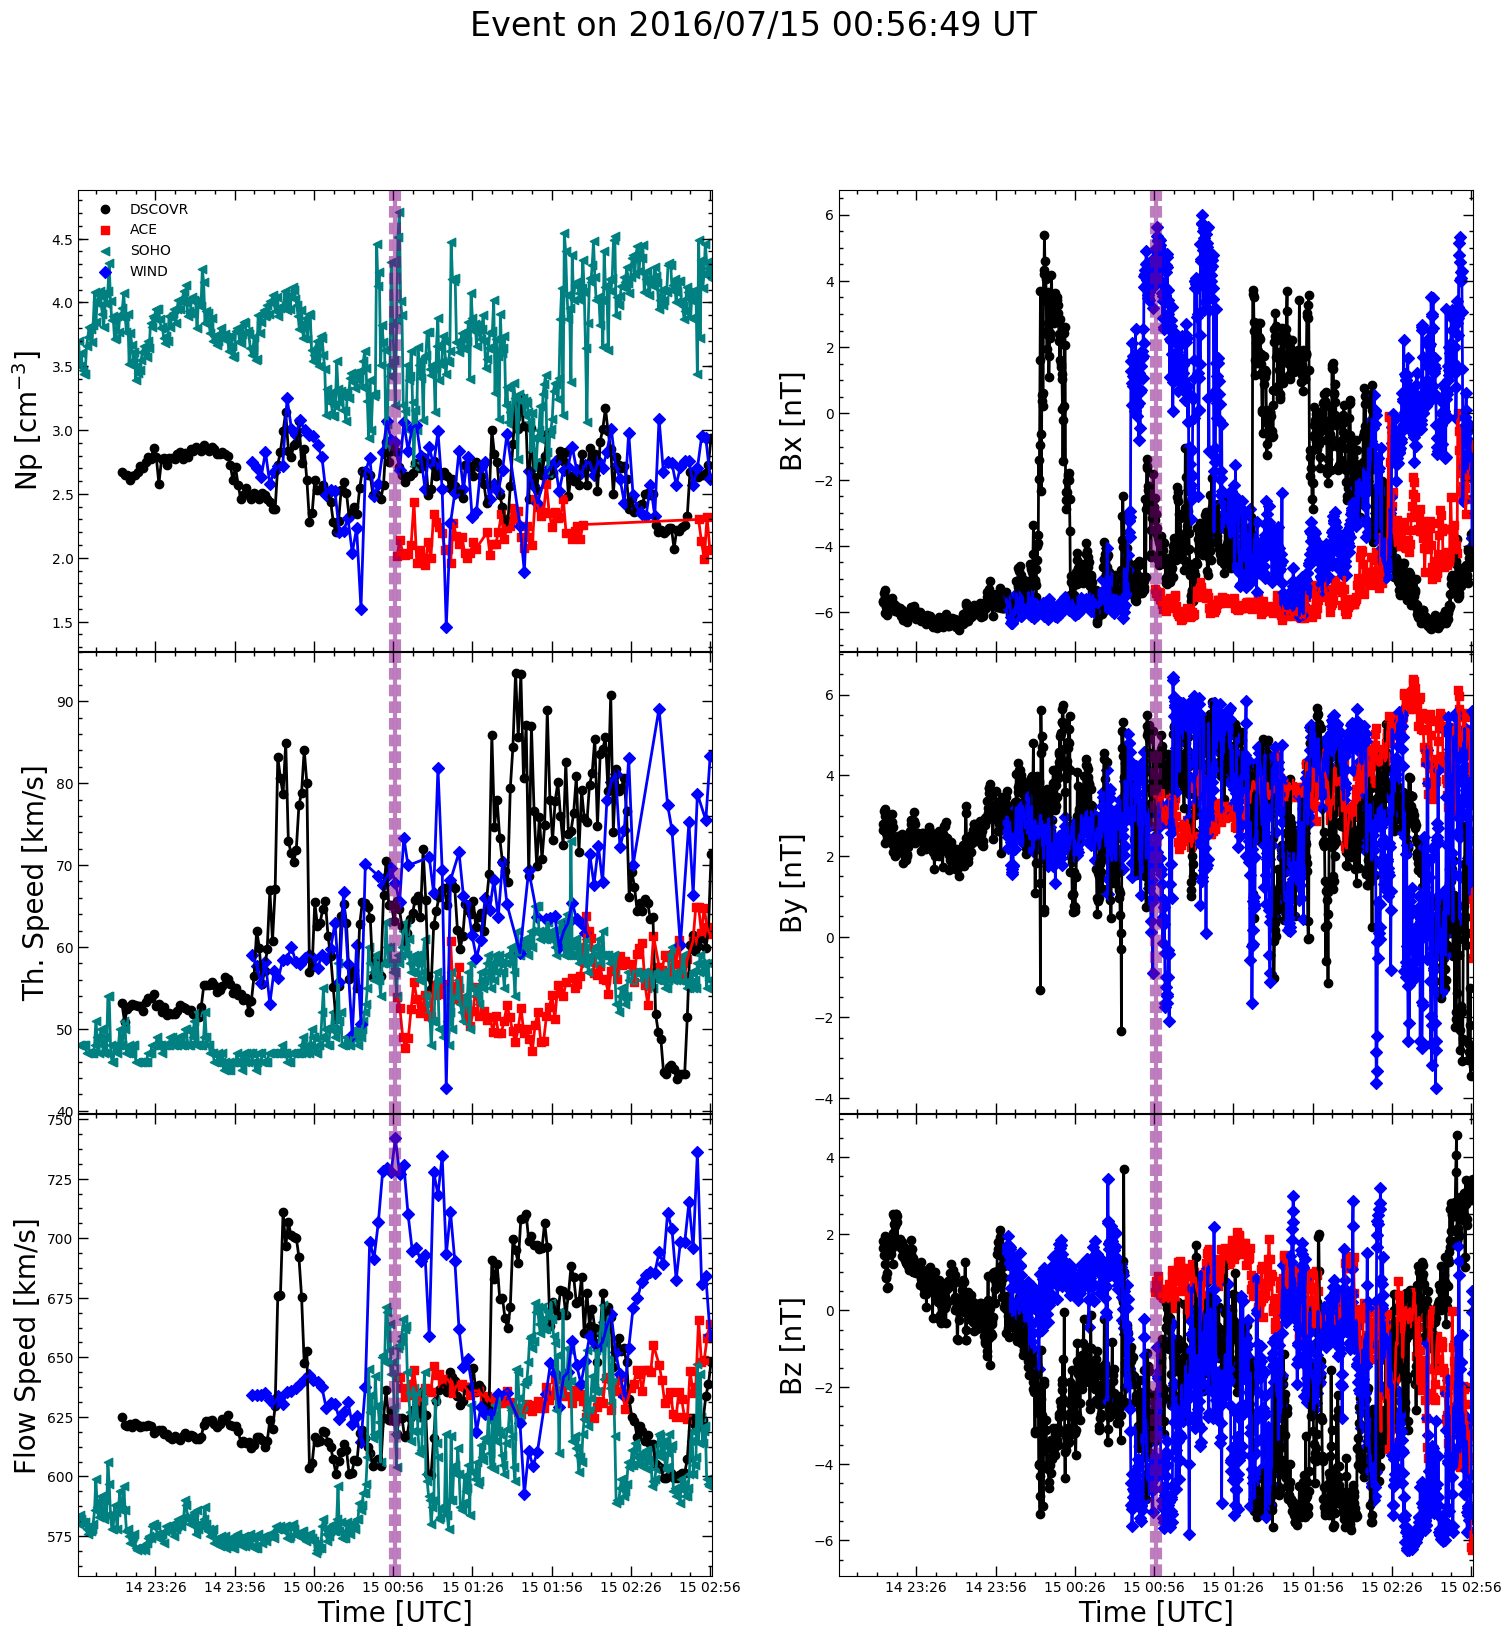 Event on 2016/07/15 00:56:49 UT
DSCOVR
ACE
SOHO
WIND
Np [cm⁻³]
4.5
4.0
3.5
3.0
2.5
2.0
1.5
Th. Speed [km/s]
90
80
70
60
50
40
Flow Speed [km/s]
750
725
700
675
650
625
600
575
14 23:26 14 23:56 15 00:26 15 00:56 15 01:26 15 01:56 15 02:26 15 02:56
Time [UTC]
Bx [nT]
6
4
2
0
−2
−4
−6
By [nT]
6
4
2
0
−2
−4
Bz [nT]
4
2
0
−2
−4
−6
14 23:26 14 23:56 15 00:26 15 00:56 15 01:26 15 01:56 15 02:26 15 02:56
Time [UTC]